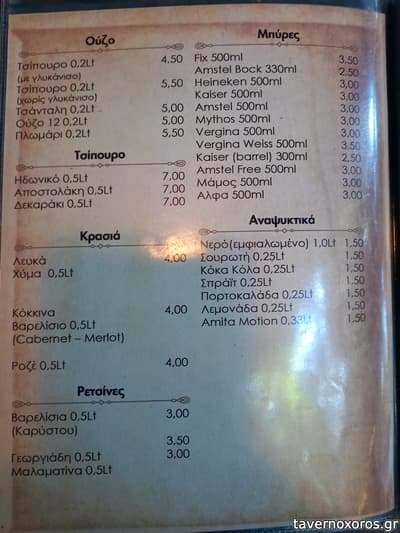 Ούζο
Τσίπουρο 0,2Lt 4,50
(με γλυκάνισο)
Τσίπουρο 0,2Lt 5,50
(χωρίς γλυκάνισο)
Τσάνταλη 0,2Lt 5,00
Ούζο 12 0,2Lt 5,00
Πλωμάρι 0,2Lt 5,50
Τσίπουρο
Ηδωνικό 0,5Lt 7,00
Αποστολάκη 0,5Lt 7,00
Δεκαράκι 0,5Lt 7,00
Κρασιά
Λευκά 4,00
Χύμα 0,5Lt
Κόκκινα 4,00
Βαρελίσιο 0,5Lt
(Cabernet – Merlot)
Ροζέ 0,5Lt 4,00
Ρετσίνες
Βαρελίσια 0,5Lt 3,00
(Καρύστου)
3,50
Γεωργιάδη 0,5Lt 3,00
Μαλαματίνα 0,5Lt
Μπύρες
Fix 500ml 3,50
Amstel Bock 330ml 2,50
Heineken 500ml 3,00
Kaiser 500ml 3,00
Amstel 500ml 3,00
Mythos 500ml 3,00
Vergina 500ml 3,00
Vergina Weiss 500ml 3,50
Kaiser (barrel) 300ml 2,50
Amstel Free 500ml 3,00
Μάμος 500ml 3,00
Αλφα 500ml 3,00
Αναψυκτικά
Νερό(εμφιαλωμένο) 1,0Lt 1,50
Σουρωτή 0,25Lt 1,50
Κόκα Κόλα 0,25Lt 1,50
Σπράϊτ 0,25Lt 1,50
Πορτοκαλάδα 0,25Lt 1,50
Λεμονάδα 0,25Lt 1,50
Amita Motion 0,33Lt 1,50
tavernoxoros.gr